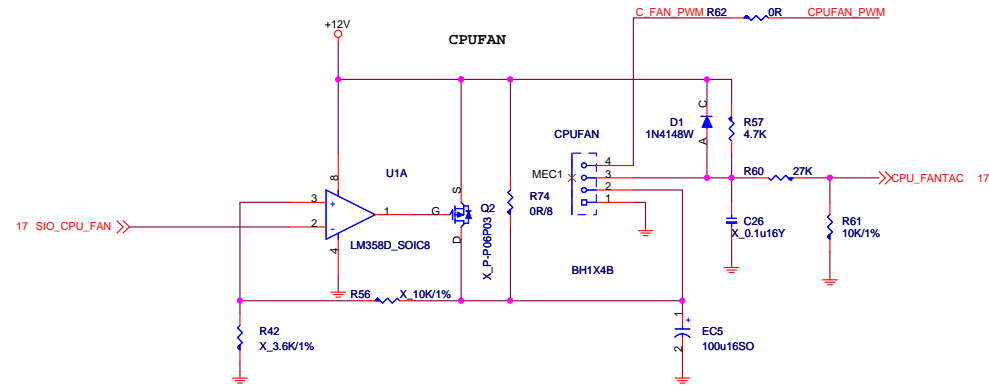 C_FAN_PWM R62 0R CPUFAN_PWM
+12V
CPUFAN
D1
1N4148W
C
A
R57
4.7K
CPUFAN
4
3
2
1
MEC1
BH1X4B
R60 27K
CPU_FANTAC 17
C26
X_0.1u16Y
R61
10K/1%
U1A
8
3
+
2
-
1
4
LM358D_SOIC8
17 SIO_CPU_FAN
S
G
D
Q2
X_P-P06P03
R74
0R/8
R56 X_10K/1%
R42
X_3.6K/1%
1
+
2
EC5
100u16SO